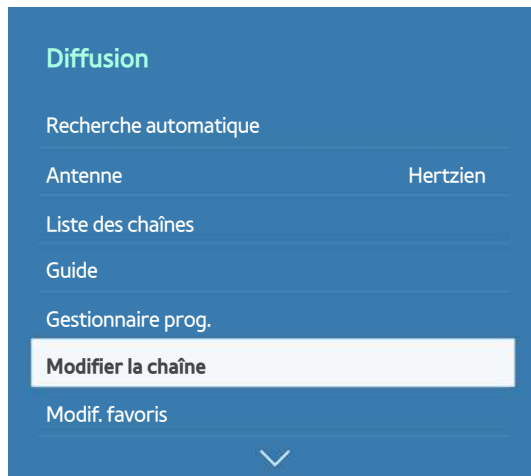 Diffusion
Recherche automatique
Antenne Hertzien
Liste des chaînes
Guide
Gestionnaire prog.
Modifier la chaîne
Modif. favoris